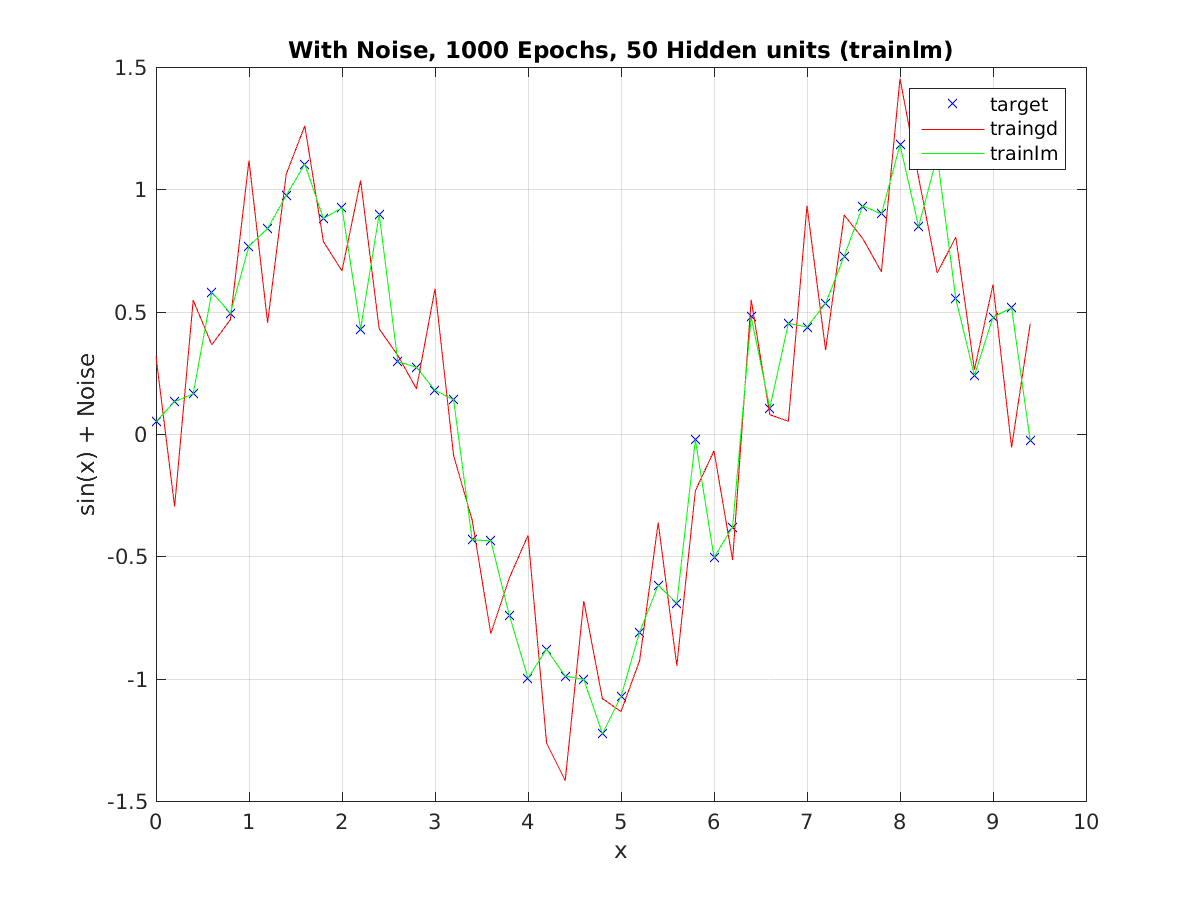 With Noise, 1000 Epochs, 50 Hidden units (trainlm)
1.5
target
traingd
trainlm
1
0.5
0
-0.5
-1
-1.5
sin(x) + Noise
0 1 2 3 4 5 6 7 8 9 10
x